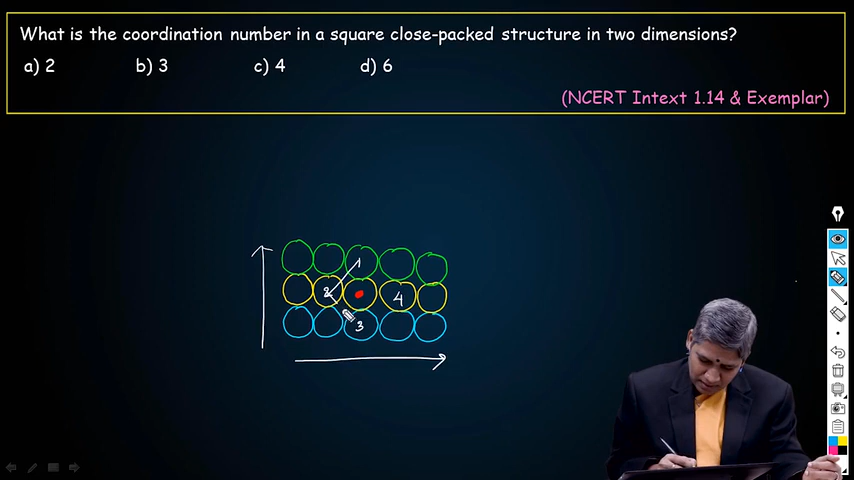 What is the coordination number in a square close-packed structure in two dimensions?
a) 2 b) 3 c) 4 d) 6
(NCERT Intext 1.14 & Exemplar)
1
2 4
3